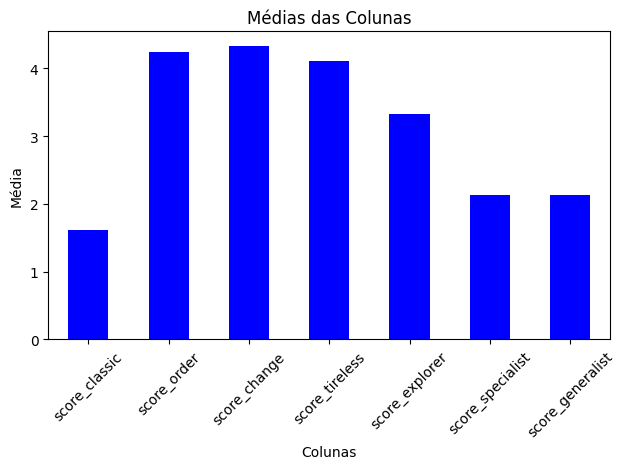 Médias das Colunas
Média
4
3
2
1
0
score_classic
score_order
score_change
score_tireless
score_explorer
score_specialist
score_generalist
Colunas